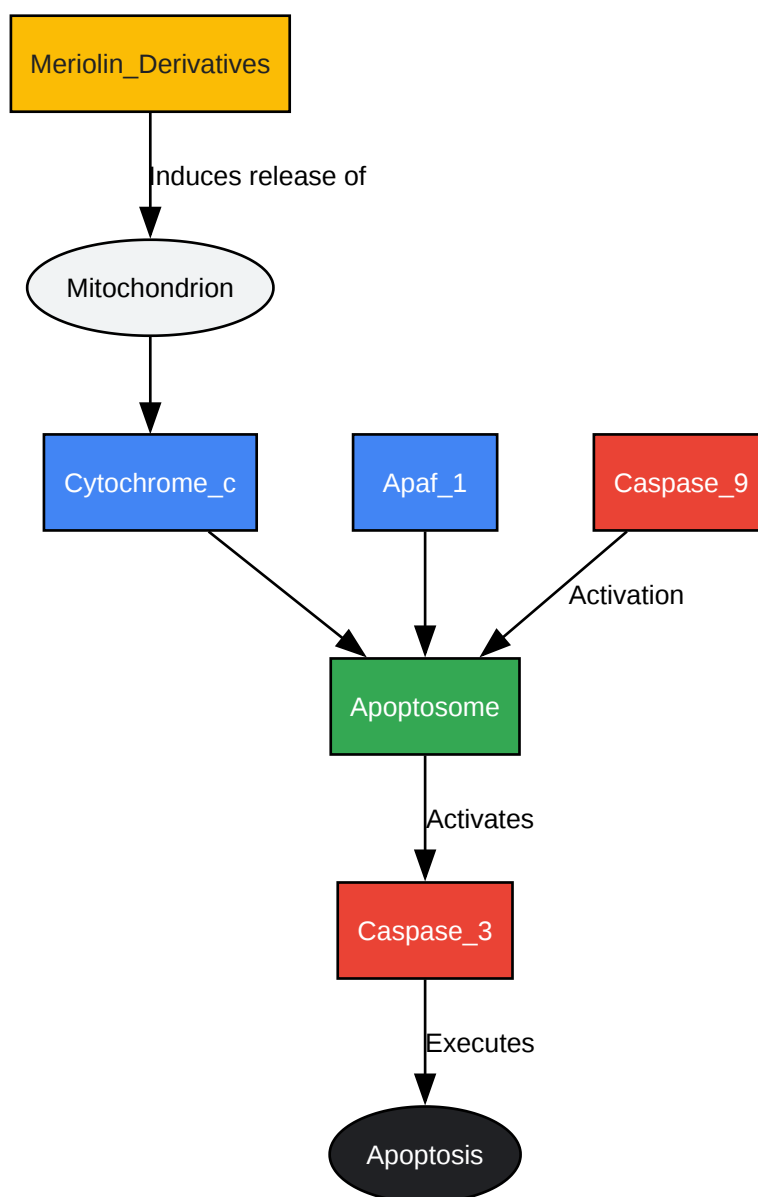 Meriolin_Derivatives
Induces release of
Mitochondrion
Cytochrome_c
Apaf_1
Caspase_9
Activation
Apoptosome
Activates
Caspase_3
Executes
Apoptosis